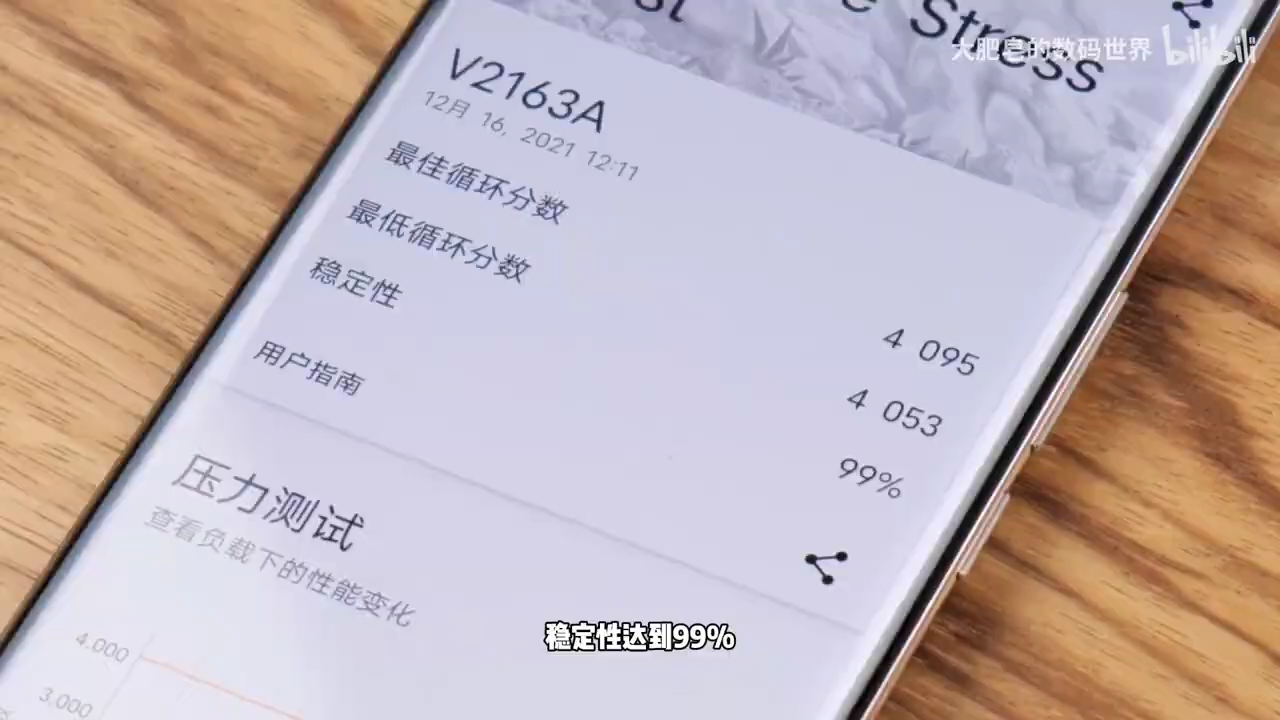 Stress
大肥皂的数码世界 bilibili
V2163A
12月 16, 2021 12:11
最佳循环分数
4 095
最低循环分数
4 053
稳定性
99%
用户指南
压力测试
查看负载下的性能变化
4.000
3.000
稳定性达到99%